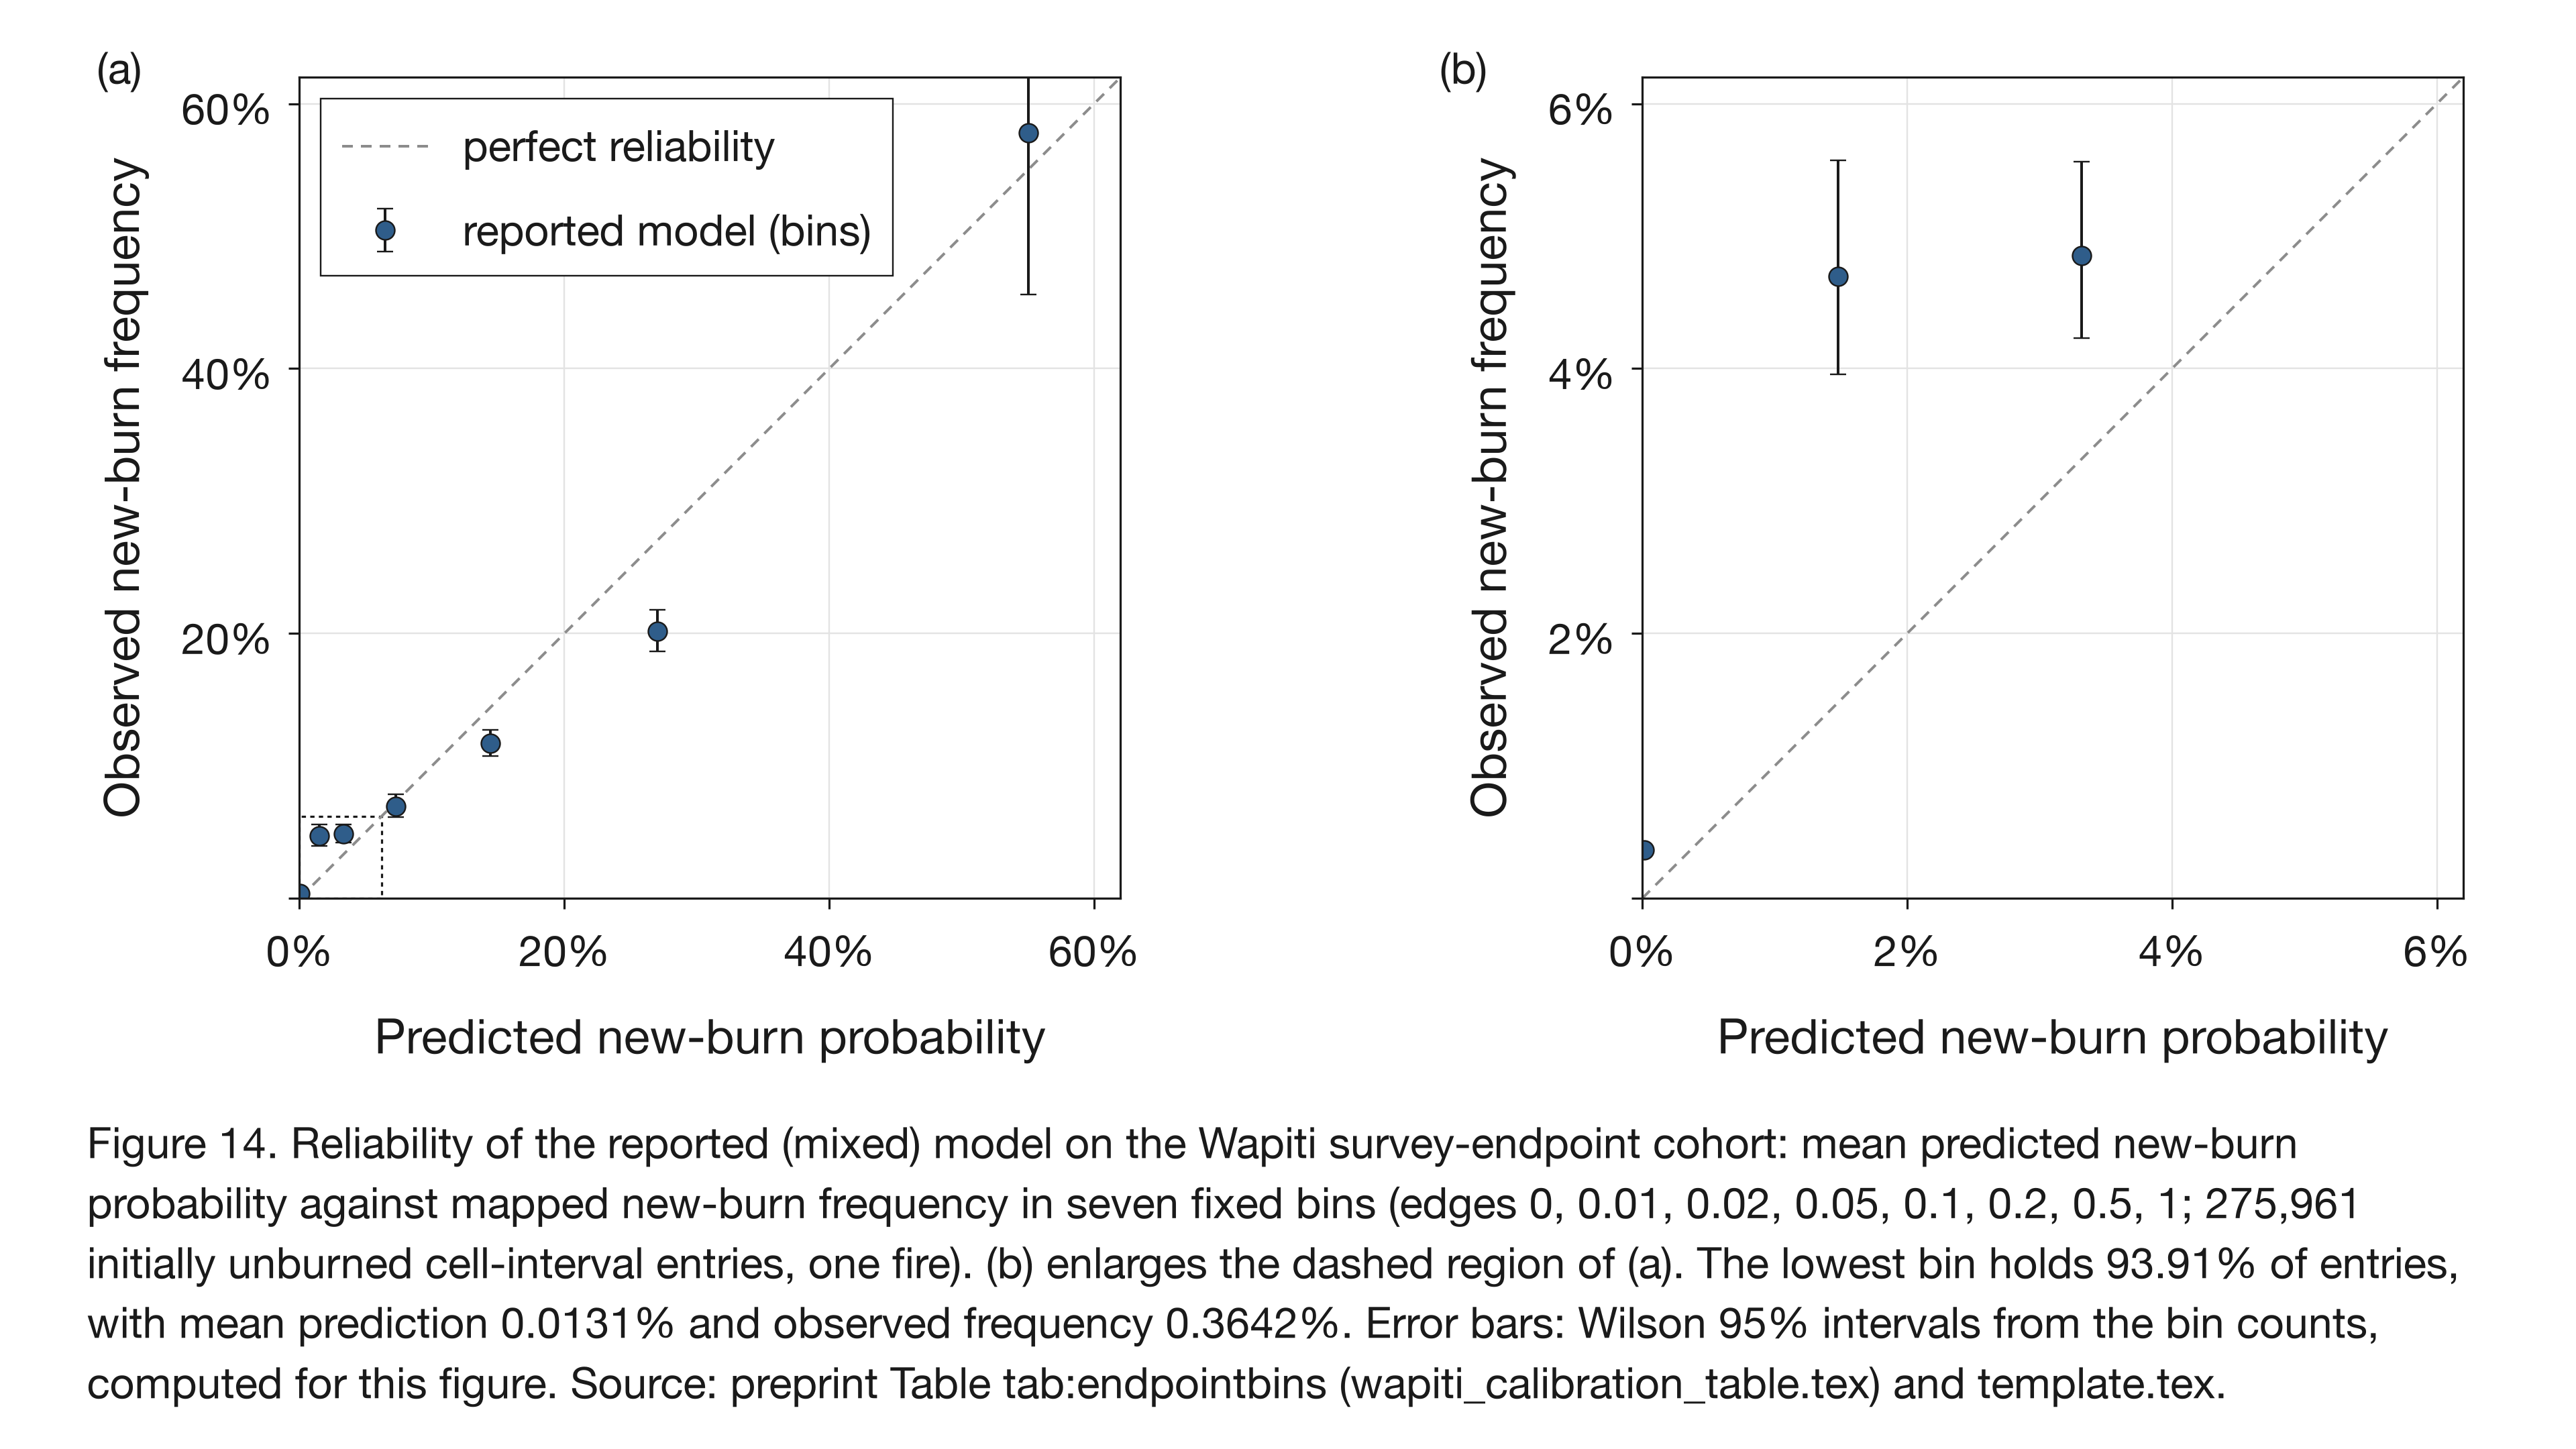 (a)
60%
40%
20%
0%
20%
40%
60%
Observed new-burn frequency
Predicted new-burn probability
perfect reliability
reported model (bins)
(b)
6%
4%
2%
0%
2%
4%
6%
Observed new-burn frequency
Predicted new-burn probability
Figure 14. Reliability of the reported (mixed) model on the Wapiti survey-endpoint cohort: mean predicted new-burn
probability against mapped new-burn frequency in seven fixed bins (edges 0, 0.01, 0.02, 0.05, 0.1, 0.2, 0.5, 1; 275,961
initially unburned cell-interval entries, one fire). (b) enlarges the dashed region of (a). The lowest bin holds 93.91% of entries,
with mean prediction 0.0131% and observed frequency 0.3642%. Error bars: Wilson 95% intervals from the bin counts,
computed for this figure. Source: preprint Table tab:endpointbins (wapiti_calibration_table.tex) and template.tex.